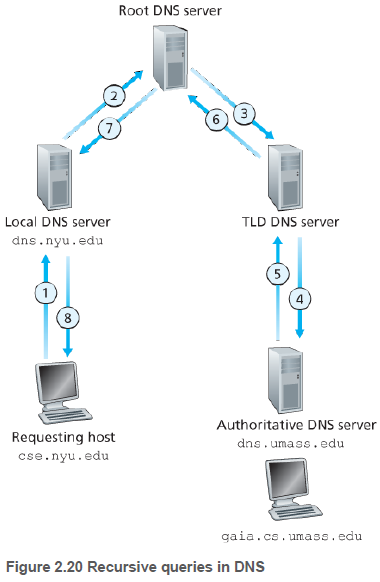 Root DNS server
2
7
6
3
Local DNS server
dns.nyu.edu
TLD DNS server
1
8
5
4
Requesting host
cse.nyu.edu
Authoritative DNS server
dns.umass.edu
gaia.cs.umass.edu
Figure 2.20 Recursive queries in DNS